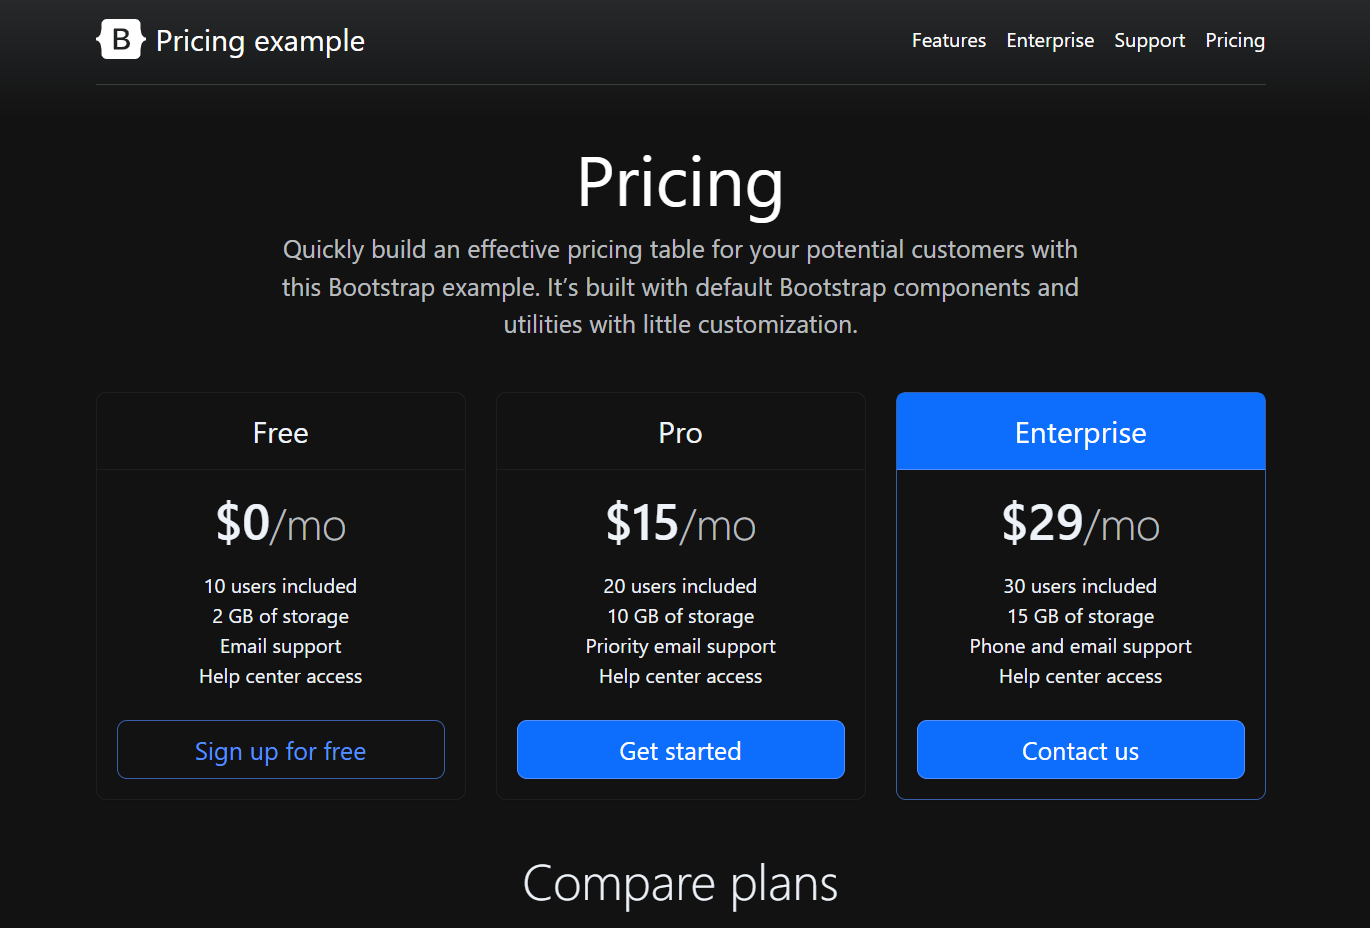 B Pricing example
Features Enterprise Support Pricing
Pricing
Quickly build an effective pricing table for your potential customers with
this Bootstrap example. It’s built with default Bootstrap components and
utilities with little customization.
Free
$0/mo
10 users included
2 GB of storage
Email support
Help center access
Sign up for free
Pro
$15/mo
20 users included
10 GB of storage
Priority email support
Help center access
Get started
Enterprise
$29/mo
30 users included
15 GB of storage
Phone and email support
Help center access
Contact us
Compare plans